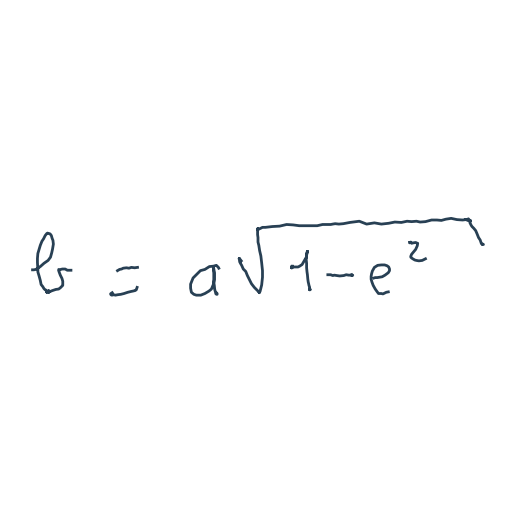 b = a√(1 − e²)